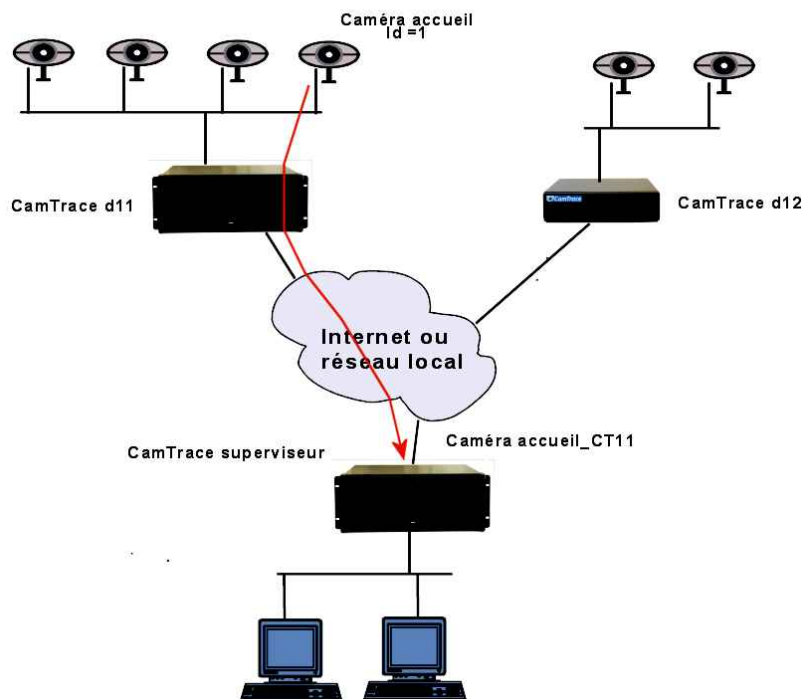 Caméra accueil
Id =1
CamTrace d11
CamTrace
CamTrace d12
Internet ou
réseau local
CamTrace superviseur
Caméra accueil_CT11